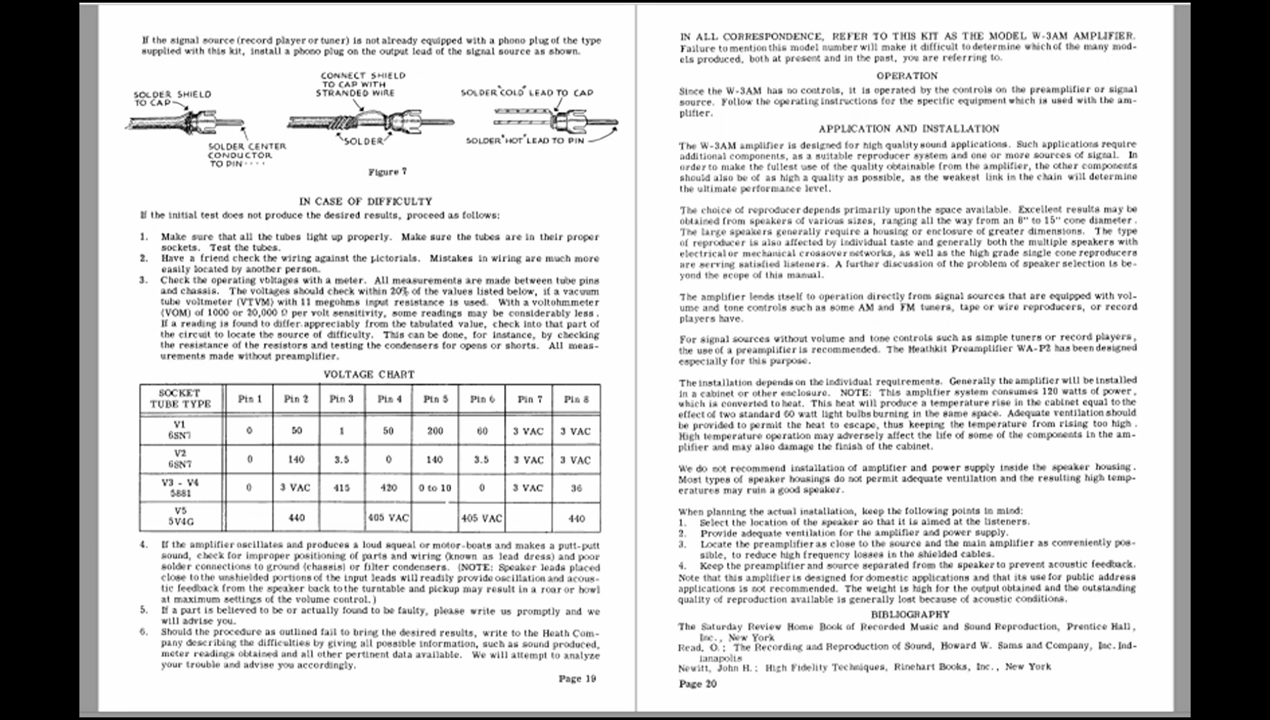 If the signal source (record player or tuner) is not already equipped with a phono plug of the type
supplied with this kit, install a phono plug on the output lead of the signal source as shown.
SOLDER SHIELD
TO CAP
CONNECT SHIELD
TO CAP WITH
STRANDED WIRE
SOLDER "COLD" LEAD TO CAP
SOLDER CENTER
CONDUCTOR
TO PIN
SOLDER
SOLDER "HOT" LEAD TO PIN
Figure 7
IN CASE OF DIFFICULTY
If the initial test does not produce the desired results, proceed as follows:
1. Make sure that all the tubes light up properly. Make sure the tubes are in their proper
sockets. Test the tubes.
2. Have a friend check the wiring against the pictorials. Mistakes in wiring are much more
easily located by another person.
3. Check the operating voltages with a meter. All measurements are made between tube pins
and chassis. The voltages should check within 20% of the values listed below, if a vacuum
tube voltmeter (VTVM) with 11 megohms input resistance is used. With a voltohmmeter
(VOM) of 1000 or 20,000 Ω per volt sensitivity, some readings may be considerably less.
If a reading is found to differ appreciably from the tabulated value, check into that part of
the circuit to locate the source of difficulty. This can be done, for instance, by checking
the resistance of the resistors and testing the condensers for opens or shorts. All meas-
urements made without preamplifier.
VOLTAGE CHART
SOCKET
TUBE TYPE Pin 1 Pin 2 Pin 3 Pin 4 Pin 5 Pin 6 Pin 7 Pin 8
V1
6SN7 0 50 1 50 200 60 3 VAC 3 VAC
V2
6SN7 0 140 3.5 0 140 3.5 3 VAC 3 VAC
V3 - V4
5881 0 3 VAC 415 420 0 to 10 0 3 VAC 36
V5
5V4G 440 405 VAC 405 VAC 440
4. If the amplifier oscillates and produces a loud squeal or motor-boats and makes a putt-putt
sound, check for improper positioning of parts and wiring (known as lead dress) and poor
solder connections to ground (chassis) or filter condensers. (NOTE: Speaker leads placed
close to the unshielded portions of the input leads will readily provide oscillation and acous-
tic feedback from the speaker back to the turntable and pickup may result in a roar or howl
at maximum settings of the volume control.)
5. If a part is believed to be or actually found to be faulty, please write us promptly and we
will advise you.
6. Should the procedure as outlined fail to bring the desired results, write to the Heath Com-
pany describing the difficulties by giving all possible information, such as sound produced,
meter readings obtained and all other pertinent data available. We will attempt to analyze
your trouble and advise you accordingly.
Page 19
IN ALL CORRESPONDENCE, REFER TO THIS KIT AS THE MODEL W-3AM AMPLIFIER.
Failure to mention this model number will make it difficult to determine which of the many mod-
els produced, both at present and in the past, you are referring to.
OPERATION
Since the W-3AM has no controls, it is operated by the controls on the preamplifier or signal
source. Follow the operating instructions for the specific equipment which is used with the am-
plifier.
APPLICATION AND INSTALLATION
The W-3AM amplifier is designed for high quality sound applications. Such applications require
additional components, as a suitable reproducer system and one or more sources of signal. In
order to make the fullest use of the quality obtainable from the amplifier, the other components
should also be of as high a quality as possible, as the weakest link in the chain will determine
the ultimate performance level.
The choice of reproducer depends primarily upon the space available. Excellent results may be
obtained from speakers of various sizes, ranging all the way from an 8" to 15" cone diameter.
The large speakers generally require a housing or enclosure of greater dimensions. The type
of reproducer is also affected by individual taste and generally both the multiple speakers with
electrical or mechanical crossover networks, as well as the high grade single cone reproducers
are serving satisfied listeners. A further discussion of the problem of speaker selection is be-
yond the scope of this manual.
The amplifier lends itself to operation directly from signal sources that are equipped with vol-
ume and tone controls such as some AM and FM tuners, tape or wire reproducers, or record
players have.
For signal sources without volume and tone controls such as simple tuners or record players,
the use of a preamplifier is recommended. The Heathkit Preamplifier WA-P2 has been designed
especially for this purpose.
The installation depends on the individual requirements. Generally the amplifier will be installed
in a cabinet or other enclosure. NOTE: This amplifier system consumes 120 watts of power,
which is converted to heat. This heat will produce a temperature rise in the cabinet equal to the
effect of two standard 60 watt light bulbs burning in the same space. Adequate ventilation should
be provided to permit the heat to escape, thus keeping the temperature from rising too high.
High temperature operation may adversely affect the life of some of the components in the am-
plifier and may also damage the finish of the cabinet.
We do not recommend installation of amplifier and power supply inside the speaker housing.
Most types of speaker housings do not permit adequate ventilation and the resulting high temp-
eratures may ruin a good speaker.
When planning the actual installation, keep the following points in mind:
1. Select the location of the speaker so that it is aimed at the listeners.
2. Provide adequate ventilation for the amplifier and power supply.
3. Locate the preamplifier as close to the source and the main amplifier as conveniently pos-
sible, to reduce high frequency losses in the shielded cables.
4. Keep the preamplifier and source separated from the speaker to prevent acoustic feedback.
Note that this amplifier is designed for domestic applications and that its use for public address
applications is not recommended. The weight is high for the output obtained and the outstanding
quality of reproduction available is generally lost because of acoustic conditions.
BIBLIOGRAPHY
The Saturday Review Home Book of Recorded Music and Sound Reproduction, Prentice Hall,
Inc., New York
Read, O.: The Recording and Reproduction of Sound, Howard W. Sams and Company, Inc. Ind-
ianapolis
Newitt, John H.: High Fidelity Techniques, Rinehart Books, Inc., New York
Page 20